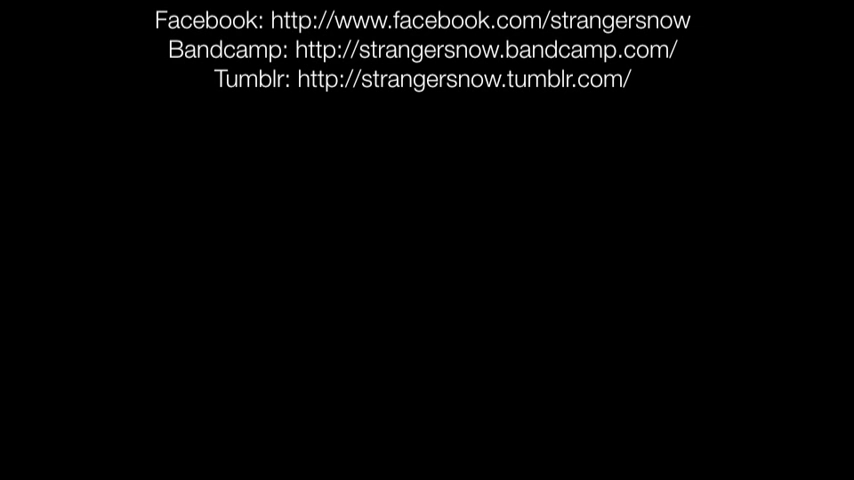 Facebook: http://www.facebook.com/strangersnow
Bandcamp: http://strangersnow.bandcamp.com/
Tumblr: http://strangersnow.tumblr.com/